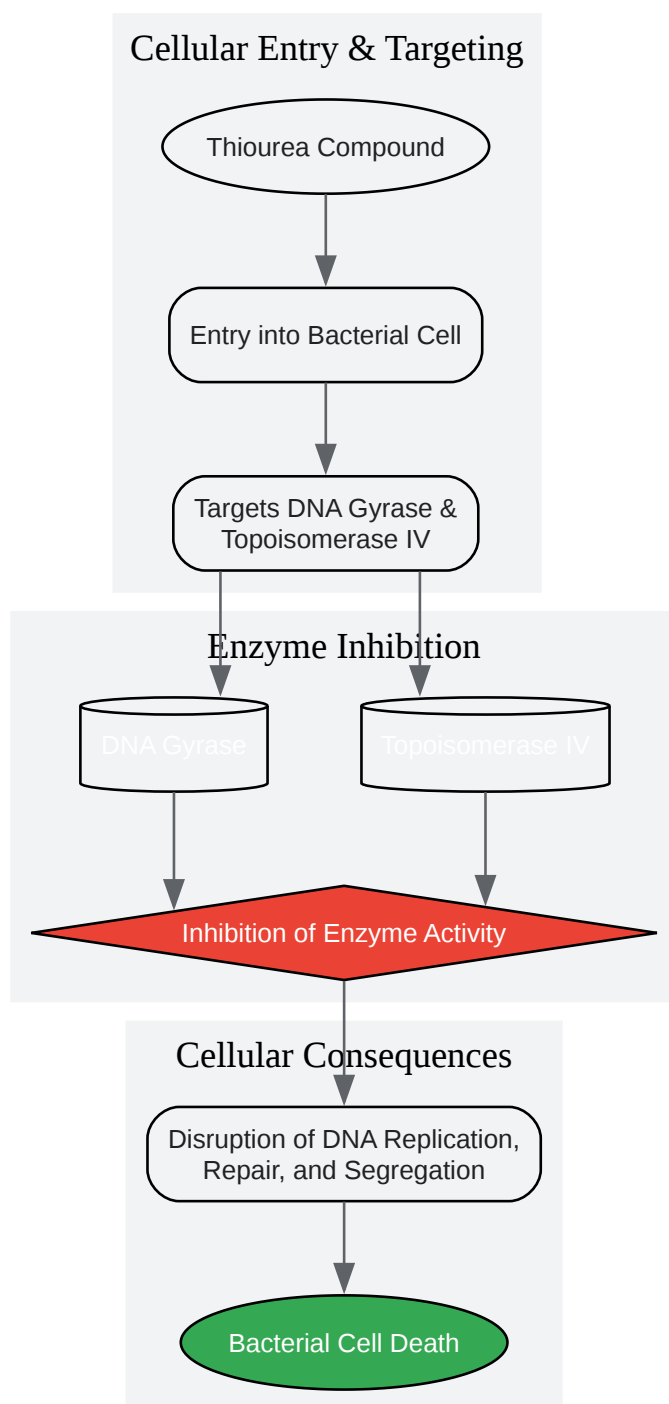 Cellular Entry & Targeting
Thiourea Compound
Entry into Bacterial Cell
Targets DNA Gyrase &
Topoisomerase IV
Enzyme Inhibition
DNA Gyrase
Topoisomerase IV
Inhibition of Enzyme Activity
Cellular Consequences
Disruption of DNA Replication,
Repair, and Segregation
Bacterial Cell Death